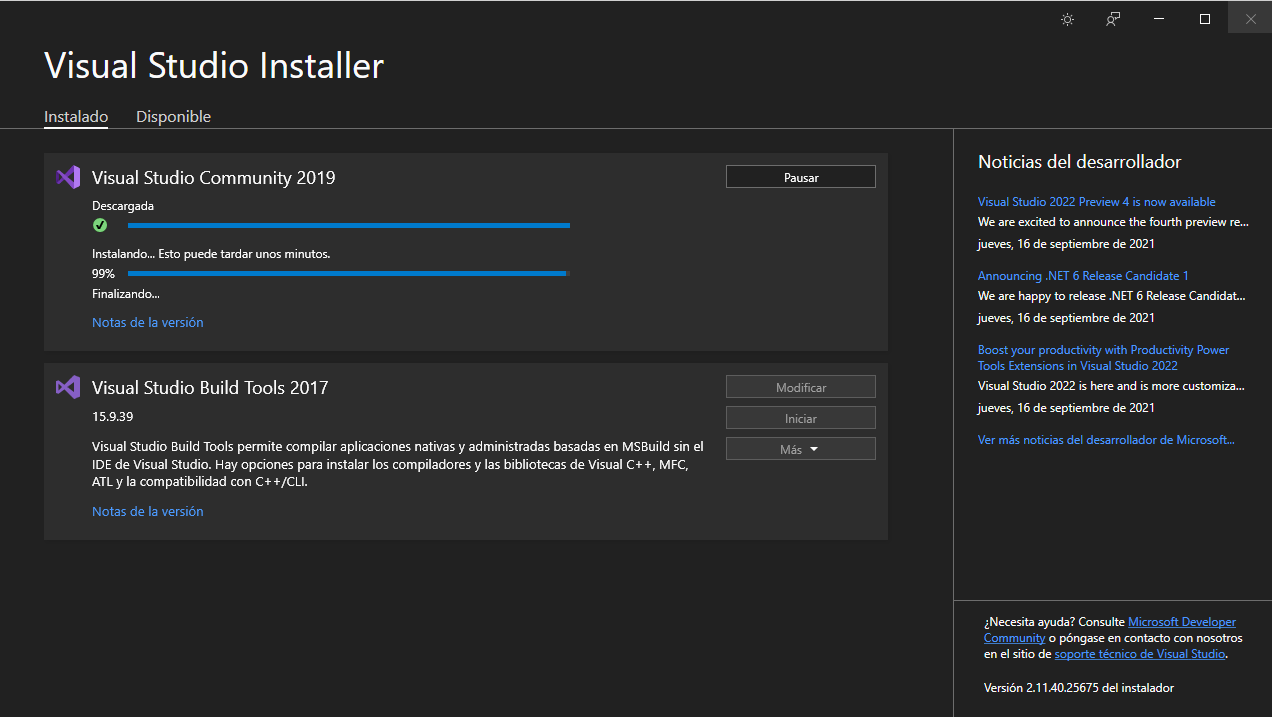 Visual Studio Installer
Instalado
Disponible
Visual Studio Community 2019
Pausar
Descargada
Instalando... Esto puede tardar unos minutos.
99%
Finalizando...
Notas de la versión
Visual Studio Build Tools 2017
Modificar
15.9.39
Iniciar
Visual Studio Build Tools permite compilar aplicaciones nativas y administradas basadas en MSBuild sin el
IDE de Visual Studio. Hay opciones para instalar los compiladores y las bibliotecas de Visual C++, MFC,
ATL y la compatibilidad con C++/CLI.
Más
Notas de la versión
Noticias del desarrollador
Visual Studio 2022 Preview 4 is now available
We are excited to announce the fourth preview re...
jueves, 16 de septiembre de 2021
Announcing .NET 6 Release Candidate 1
We are happy to release .NET 6 Release Candidat...
jueves, 16 de septiembre de 2021
Boost your productivity with Productivity Power
Tools Extensions in Visual Studio 2022
Visual Studio 2022 is here and is more customiza...
jueves, 16 de septiembre de 2021
Ver más noticias del desarrollador de Microsoft...
¿Necesita ayuda? Consulte Microsoft Developer
Community o póngase en contacto con nosotros
en el sitio de soporte técnico de Visual Studio.
Versión 2.11.40.25675 del instalador